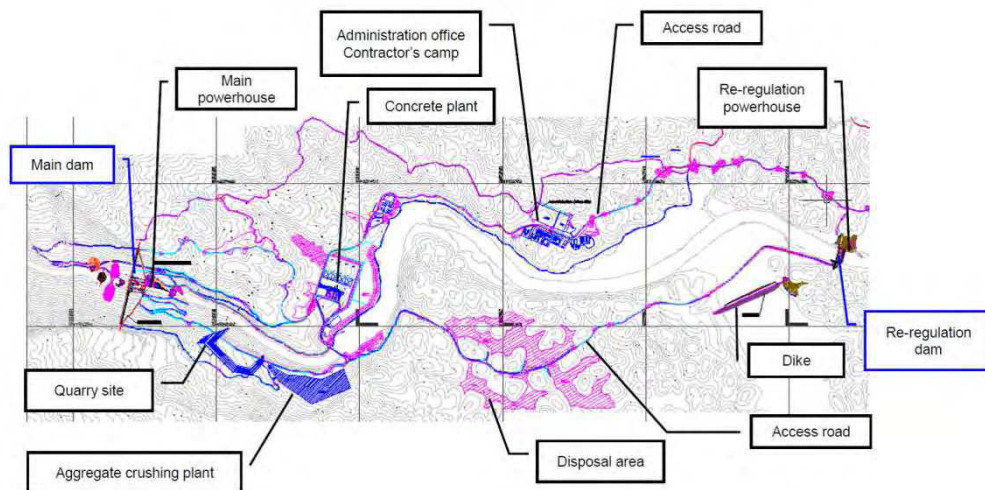 Administration office
Contractor's camp
Access road
Main
powerhouse
Concrete plant
Re-regulation
powerhouse
Main dam
Quarry site
Dike
Re-regulation
dam
Access road
Aggregate crushing plant
Disposal area